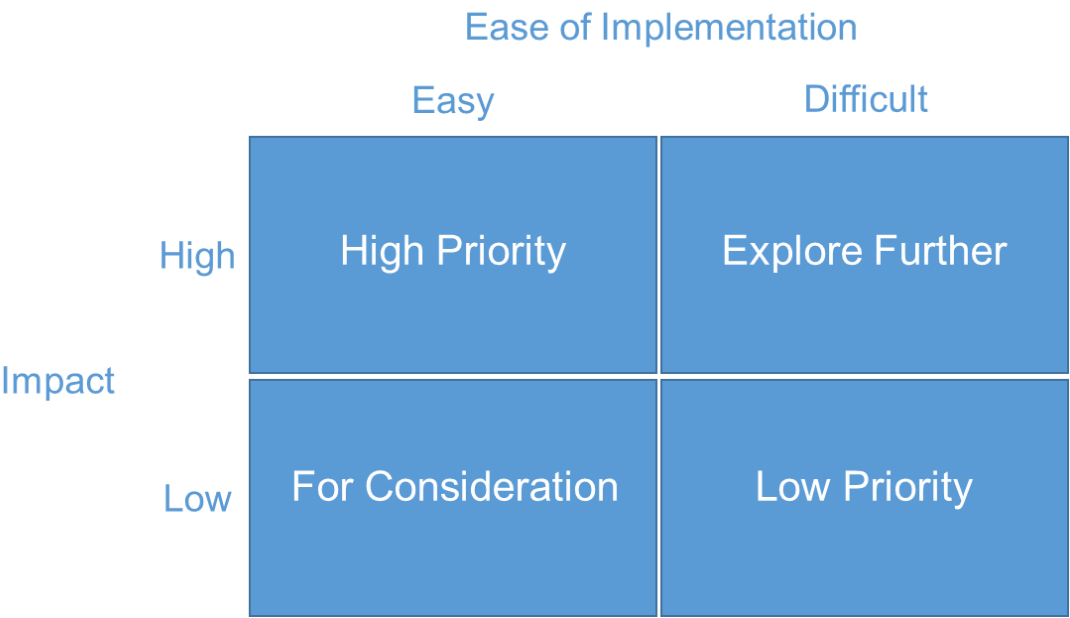 Ease of Implementation
Easy
Difficult
High
High Priority
Explore Further
Impact
Low
For Consideration
Low Priority